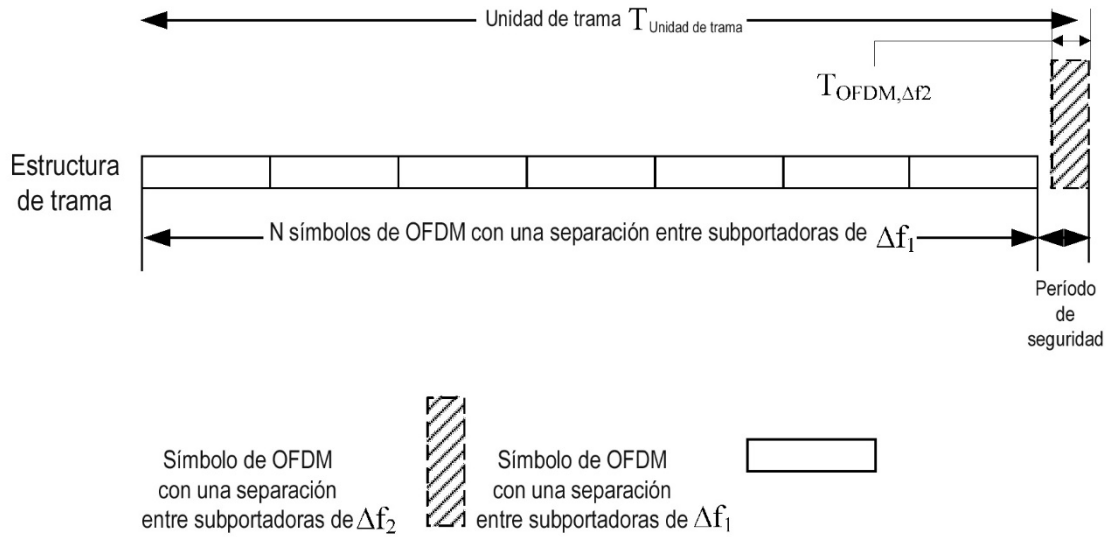 Unidad de trama T Unidad de trama
T OFDM,Δf2
Estructura
de trama
N símbolos de OFDM con una separación entre subportadoras de Δf1
Período
de
seguridad
Símbolo de OFDM
con una separación
entre subportadoras de Δf2
Símbolo de OFDM
con una separación
entre subportadoras de Δf1